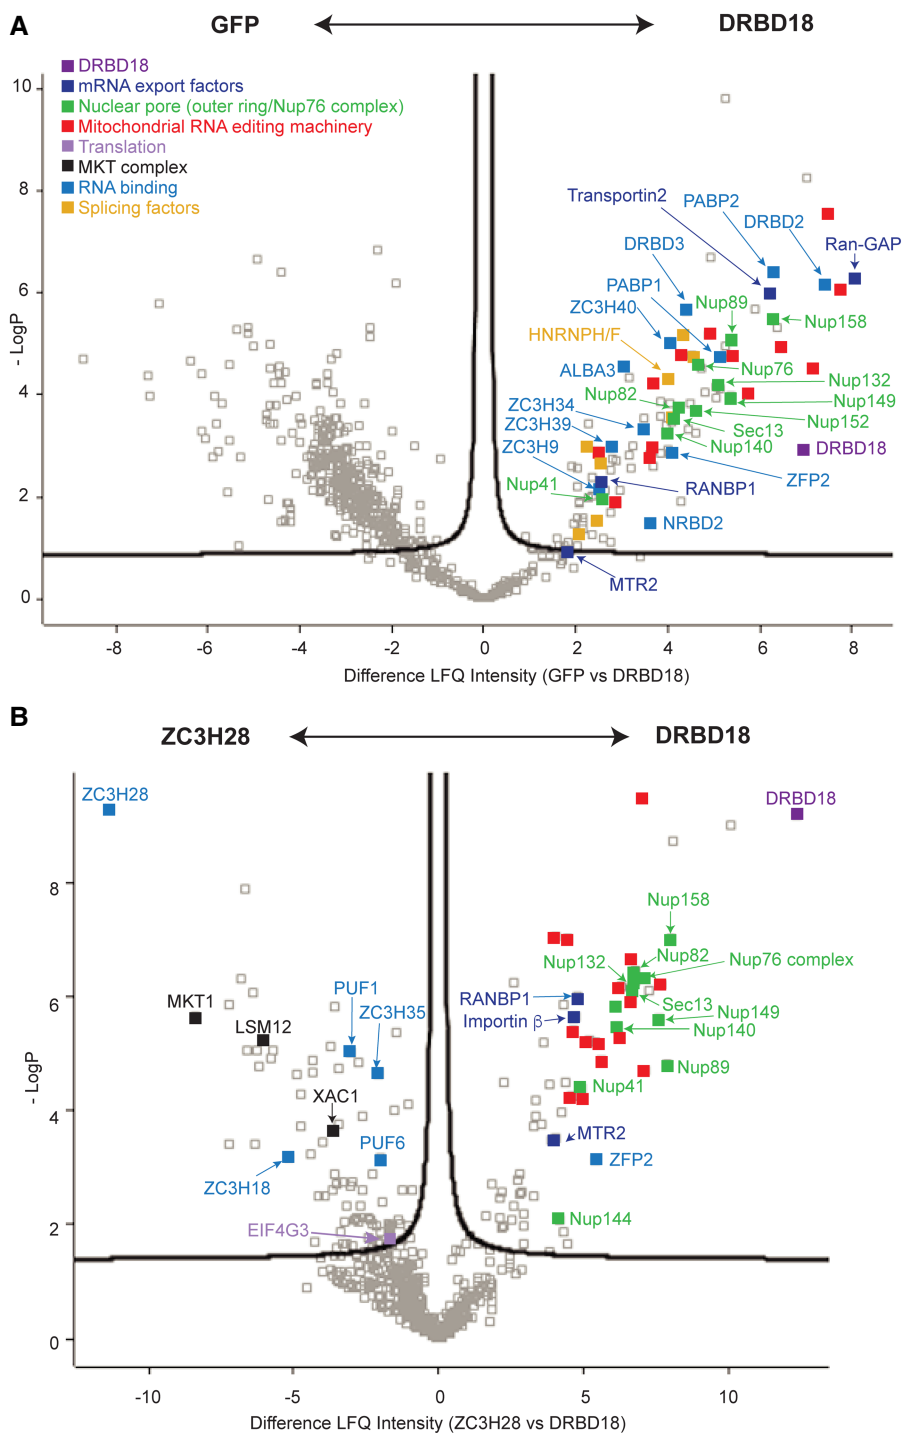 A
GFP
DRBD18
DRBD18
mRNA export factors
Nuclear pore (outer ring/Nup76 complex)
Mitochondrial RNA editing machinery
Translation
MKT complex
RNA binding
Splicing factors
10
8
6
4
2
0
- LogP
Transportin2
PABP2
DRBD2
DRBD3
Ran-GAP
PABP1
Nup89
ZC3H40
Nup158
HNRNPH/F
ALBA3
Nup76
Nup132
Nup82
Nup149
ZC3H34
Nup152
ZC3H39
Sec13
ZC3H9
Nup140
DRBD18
ZFP2
Nup41
RANBP1
NRBD2
MTR2
-8
-6
-4
-2
0
2
4
6
8
Difference LFQ Intensity (GFP vs DRBD18)
B
ZC3H28
DRBD18
ZC3H28
DRBD18
8
6
4
2
0
- LogP
Nup158
Nup82
Nup132
Nup76 complex
PUF1
RANBP1
MKT1
ZC3H35
Sec13
LSM12
Importin β
Nup149
Nup140
Nup89
Nup41
XAC1
MTR2
PUF6
ZFP2
ZC3H18
Nup144
EIF4G3
-10
-5
0
5
10
Difference LFQ Intensity (ZC3H28 vs DRBD18)